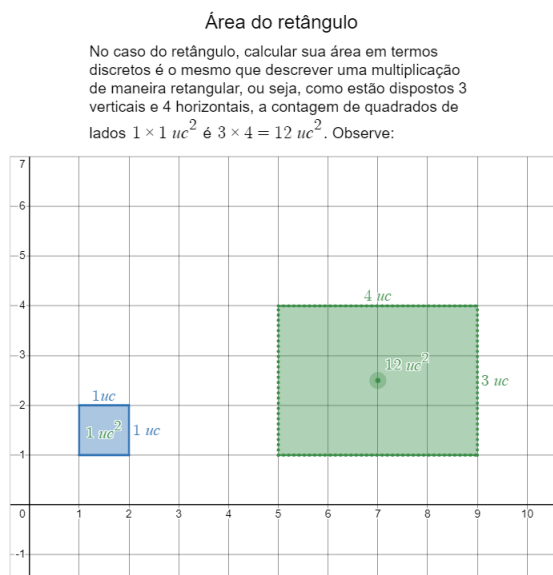 Área do retângulo
No caso do retângulo, calcular sua área em termos
discretos é o mesmo que descrever uma multiplicação
de maneira retangular, ou seja, como estão dispostos 3
verticais e 4 horizontais, a contagem de quadrados de
lados 1 × 1 uc² é 3 × 4 = 12 uc². Observe:
7
6
5
4 uc
4
3
12 uc²
3 uc
1uc
2
1 uc²
1 uc
1
0 1 2 3 4 5 6 7 8 9 10
-1